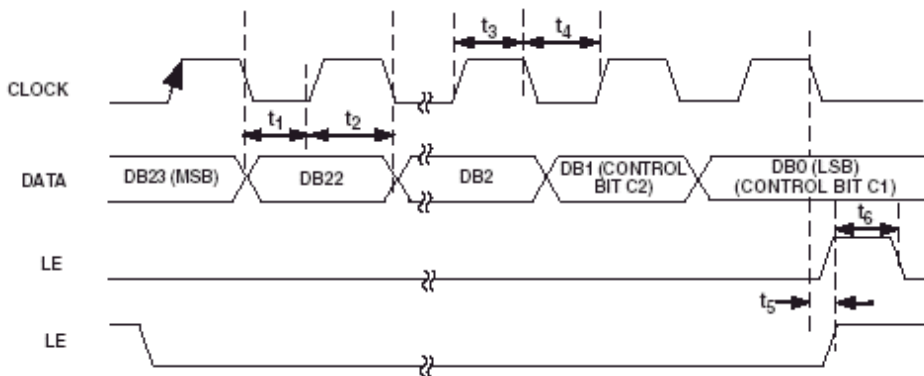 t3
t4
CLOCK
t1
t2
DATA
DB23 (MSB)
DB22
DB2
DB1 (CONTROL
BIT C2)
DB0 (LSB)
(CONTROL BIT C1)
t6
LE
t5
LE